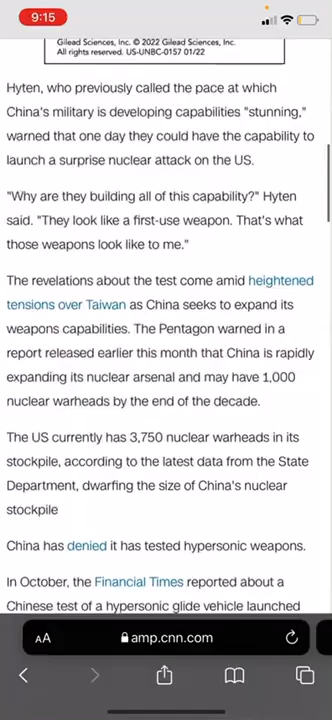 9:15
Gilead Sciences, Inc. © 2022 Gilead Sciences, Inc.
All rights reserved. US-UNBC-0157 01/22
Hyten, who previously called the pace at which
China's military is developing capabilities "stunning,"
warned that one day they could have the capability to
launch a surprise nuclear attack on the US.
"Why are they building all of this capability?" Hyten
said. "They look like a first-use weapon. That's what
those weapons look like to me."
The revelations about the test come amid heightened
tensions over Taiwan as China seeks to expand its
weapons capabilities. The Pentagon warned in a
report released earlier this month that China is rapidly
expanding its nuclear arsenal and may have 1,000
nuclear warheads by the end of the decade.
The US currently has 3,750 nuclear warheads in its
stockpile, according to the latest data from the State
Department, dwarfing the size of China's nuclear
stockpile
China has denied it has tested hypersonic weapons.
In October, the Financial Times reported about a
Chinese test of a hypersonic glide vehicle launched
AA amp.cnn.com